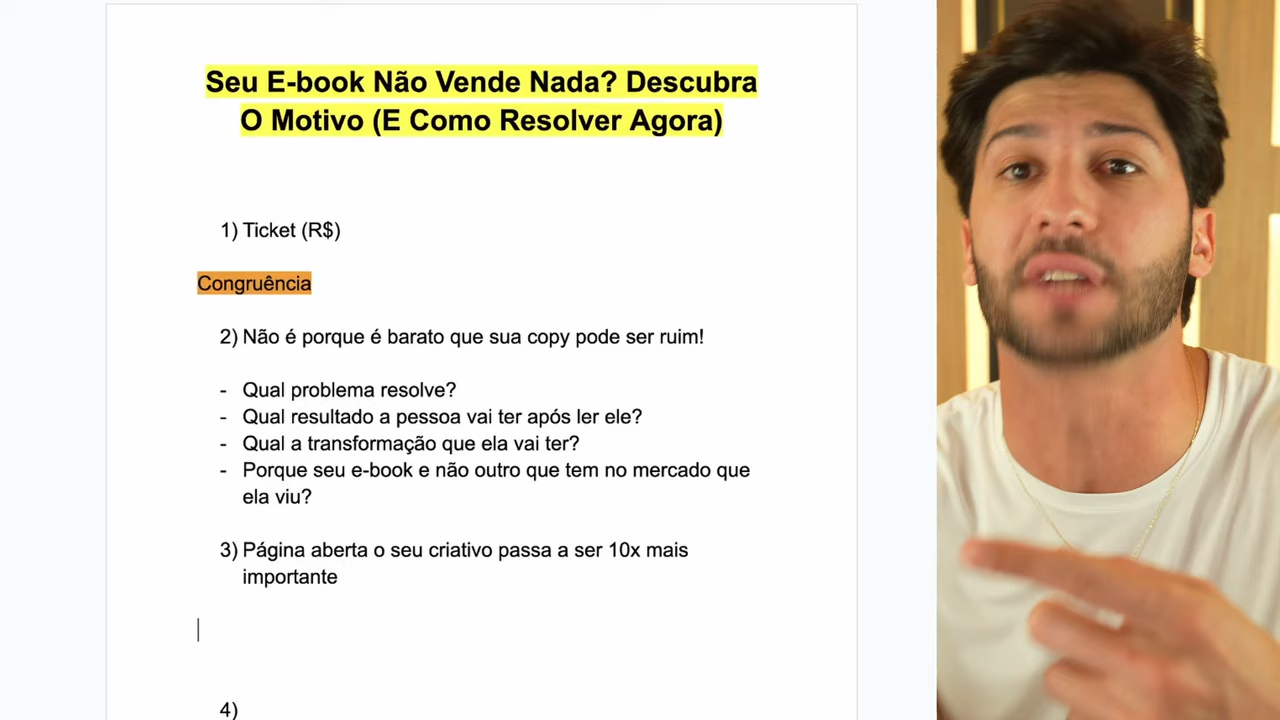 Seu E-book Não Vende Nada? Descubra
O Motivo (E Como Resolver Agora)
1) Ticket (R$)
Congruência
2) Não é porque é barato que sua copy pode ser ruim!
- Qual problema resolve?
- Qual resultado a pessoa vai ter após ler ele?
- Qual a transformação que ela vai ter?
- Porque seu e-book e não outro que tem no mercado que
ela viu?
3) Página aberta o seu criativo passa a ser 10x mais
importante
4)